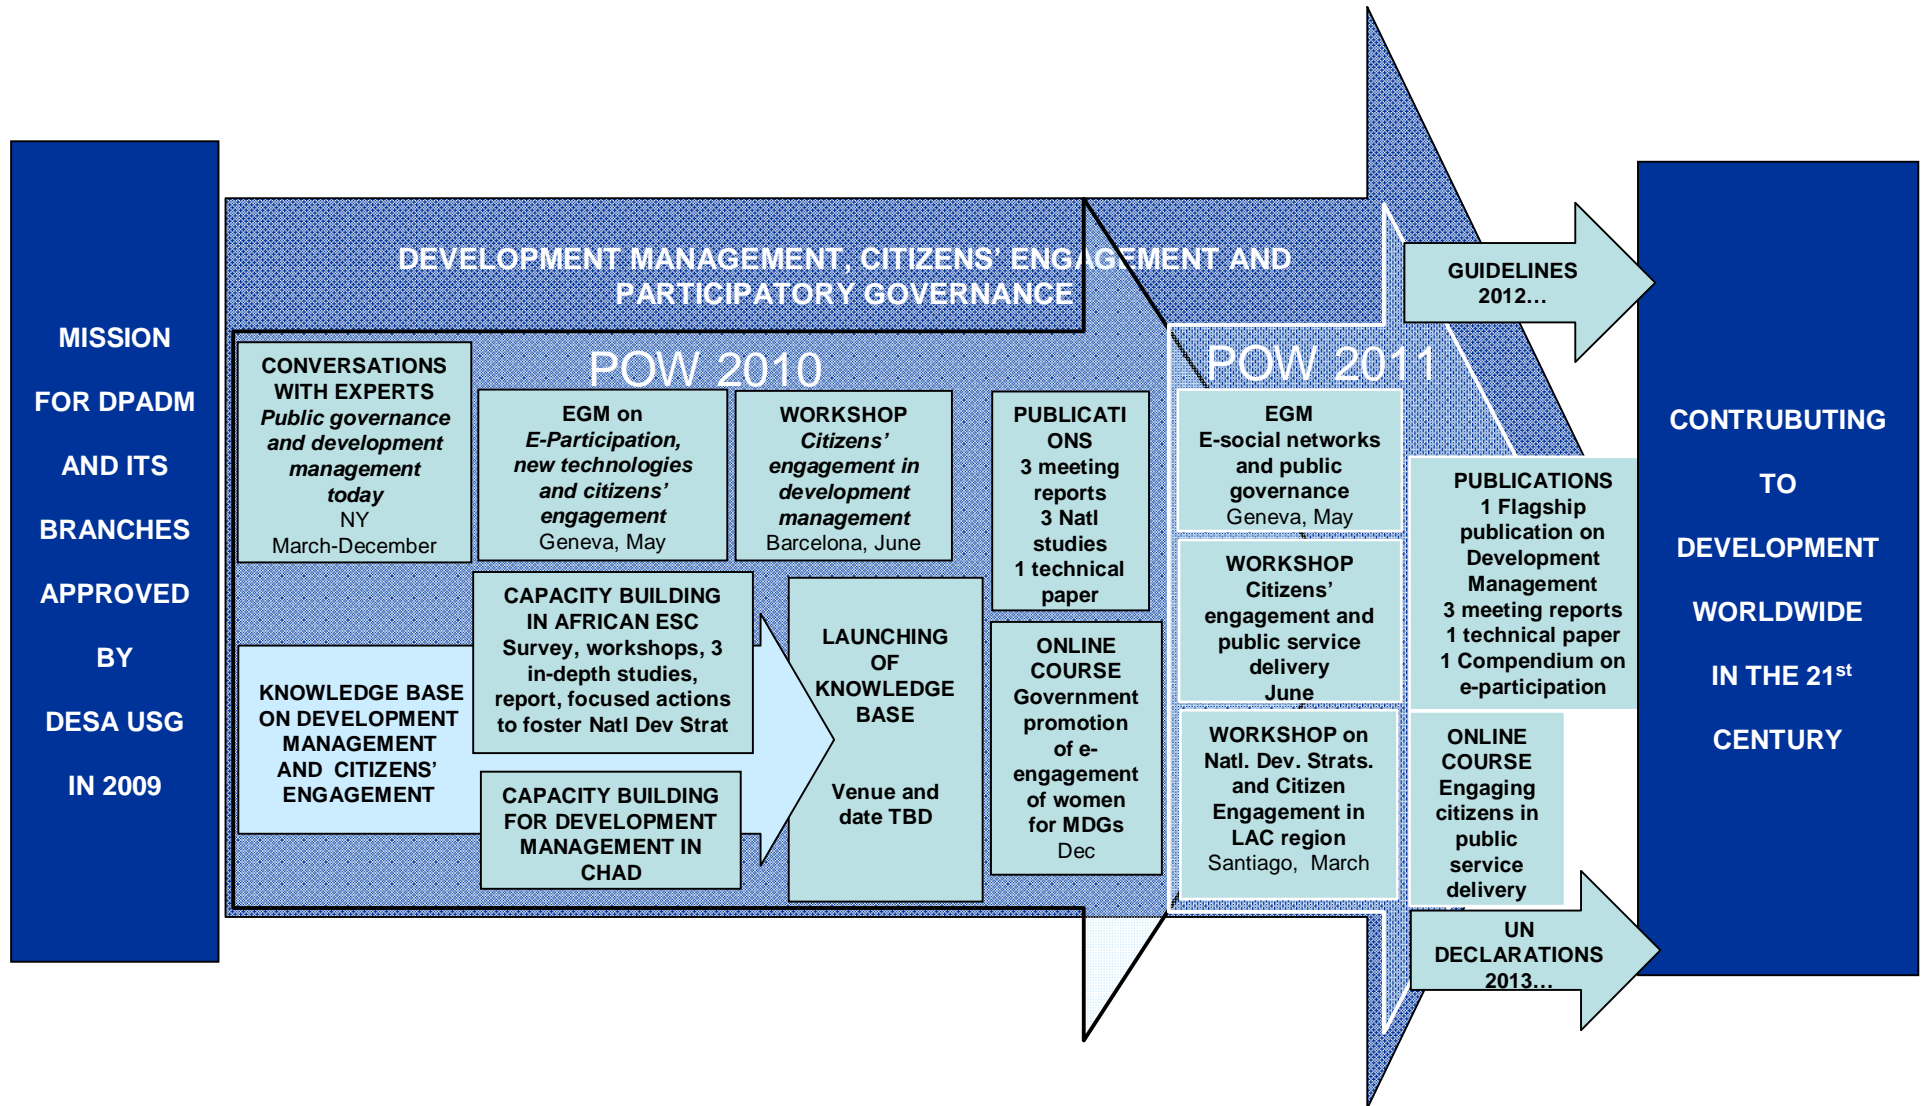 MISSION
FOR DPADM
AND ITS
BRANCHES
APPROVED
BY
DESA USG
IN 2009
DEVELOPMENT MANAGEMENT, CITIZENS' ENGAGEMENT AND
PARTICIPATORY GOVERNANCE
POW 2010
CONVERSATIONS
WITH EXPERTS
Public governance
and development
management
today
NY
March-December
EGM on
E-Participation,
new technologies
and citizens'
engagement
Geneva, May
WORKSHOP
Citizens'
engagement in
development
management
Barcelona, June
PUBLICATI
ONS
3 meeting
reports
3 Natl
studies
1 technical
paper
KNOWLEDGE BASE
ON DEVELOPMENT
MANAGEMENT
AND CITIZENS'
ENGAGEMENT
CAPACITY BUILDING
IN AFRICAN ESC
Survey, workshops, 3
in-depth studies,
report, focused actions
to foster Natl Dev Strat
CAPACITY BUILDING
FOR DEVELOPMENT
MANAGEMENT IN
CHAD
LAUNCHING
OF
KNOWLEDGE
BASE
Venue and
date TBD
ONLINE
COURSE
Government
promotion
of e-
engagement
of women
for MDGs
Dec
POW 2011
EGM
E-social networks
and public
governance
Geneva, May
WORKSHOP
Citizens'
engagement and
public service
delivery
June
WORKSHOP on
Natl. Dev. Strats.
and Citizen
Engagement in
LAC region
Santiago, March
GUIDELINES
2012…
PUBLICATIONS
1 Flagship
publication on
Development
Management
3 meeting reports
1 technical paper
1 Compendium on
e-participation
ONLINE
COURSE
Engaging
citizens in
public
service
delivery
UN
DECLARATIONS
2013…
CONTRUBUTING
TO
DEVELOPMENT
WORLDWIDE
IN THE 21st
CENTURY